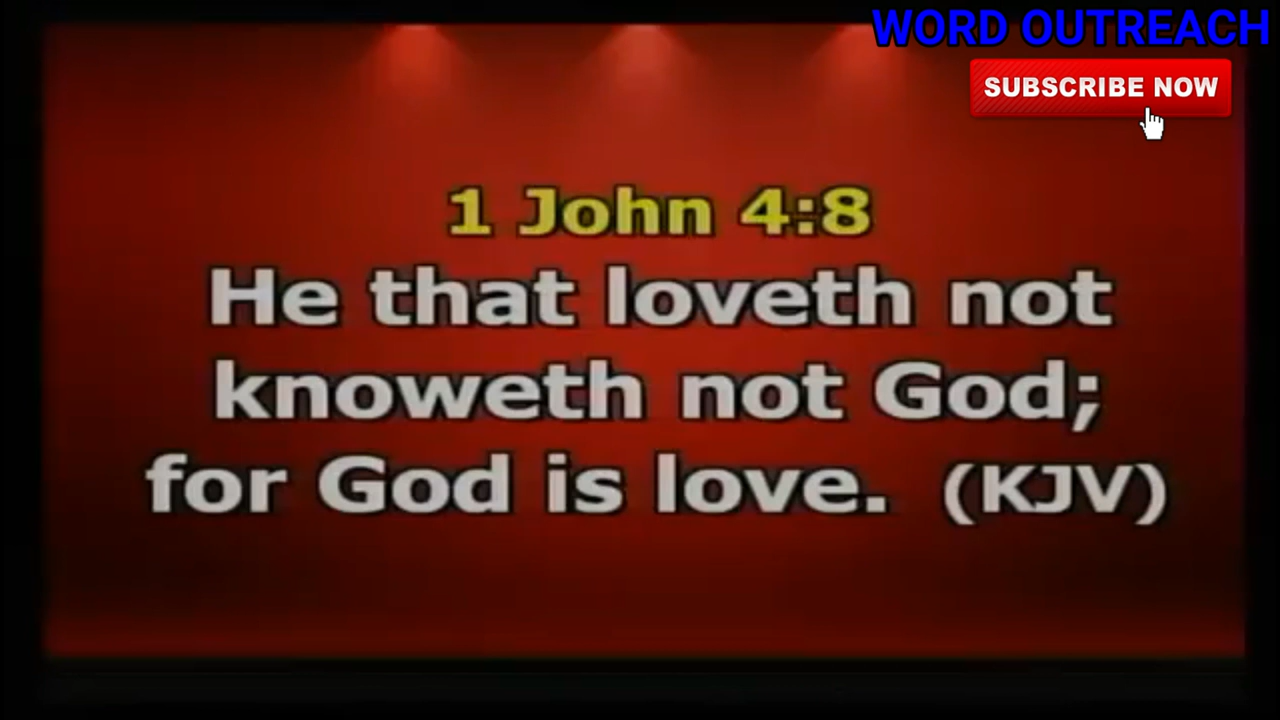 WORD OUTREACH
SUBSCRIBE NOW
1 John 4:8
He that loveth not
knoweth not God;
for God is love. (KJV)